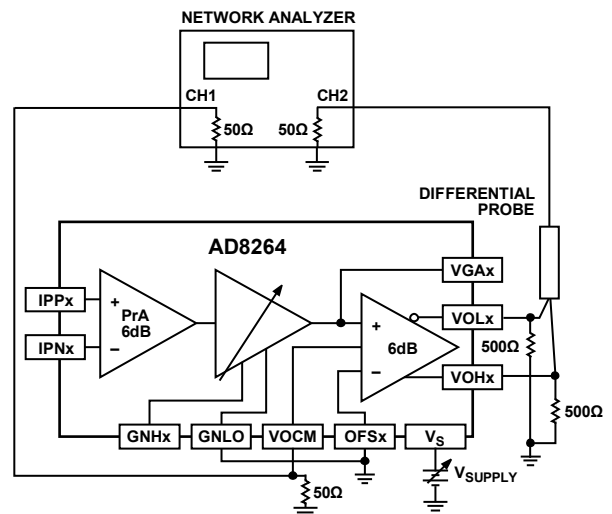 NETWORK ANALYZER
CH1
CH2
50Ω
50Ω
DIFFERENTIAL
PROBE
AD8264
VGAx
IPPx
+
PrA
6dB
IPNx
–
+
6dB
–
VOLx
500Ω
VOHx
500Ω
GNHx
GNLO
VOCM
OFSx
VS
VSUPPLY
50Ω